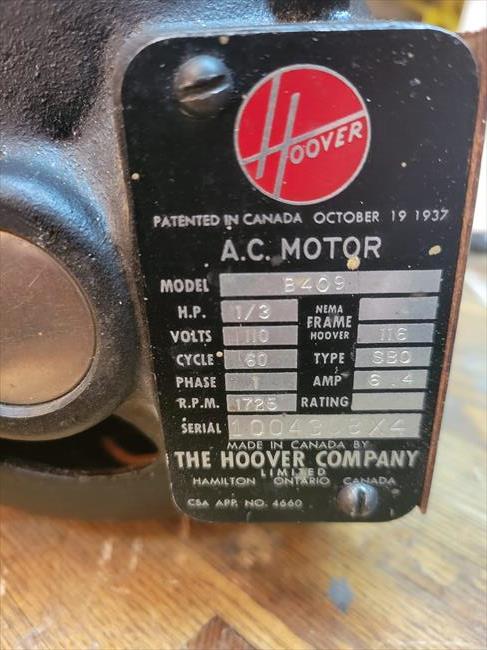 HOOVER
PATENTED IN CANADA OCTOBER 19 1937
A.C. MOTOR
MODEL B409
H.P. 1/3 NEMA
FRAME
VOLTS 110 HOOVER 116
CYCLE 60 TYPE SBO
PHASE 1 AMP 6.4
R.P.M. 1725 RATING
SERIAL
MADE IN CANADA BY
THE HOOVER COMPANY
LIMITED
HAMILTON ONTARIO CANADA
CSA APP. NO. 4660